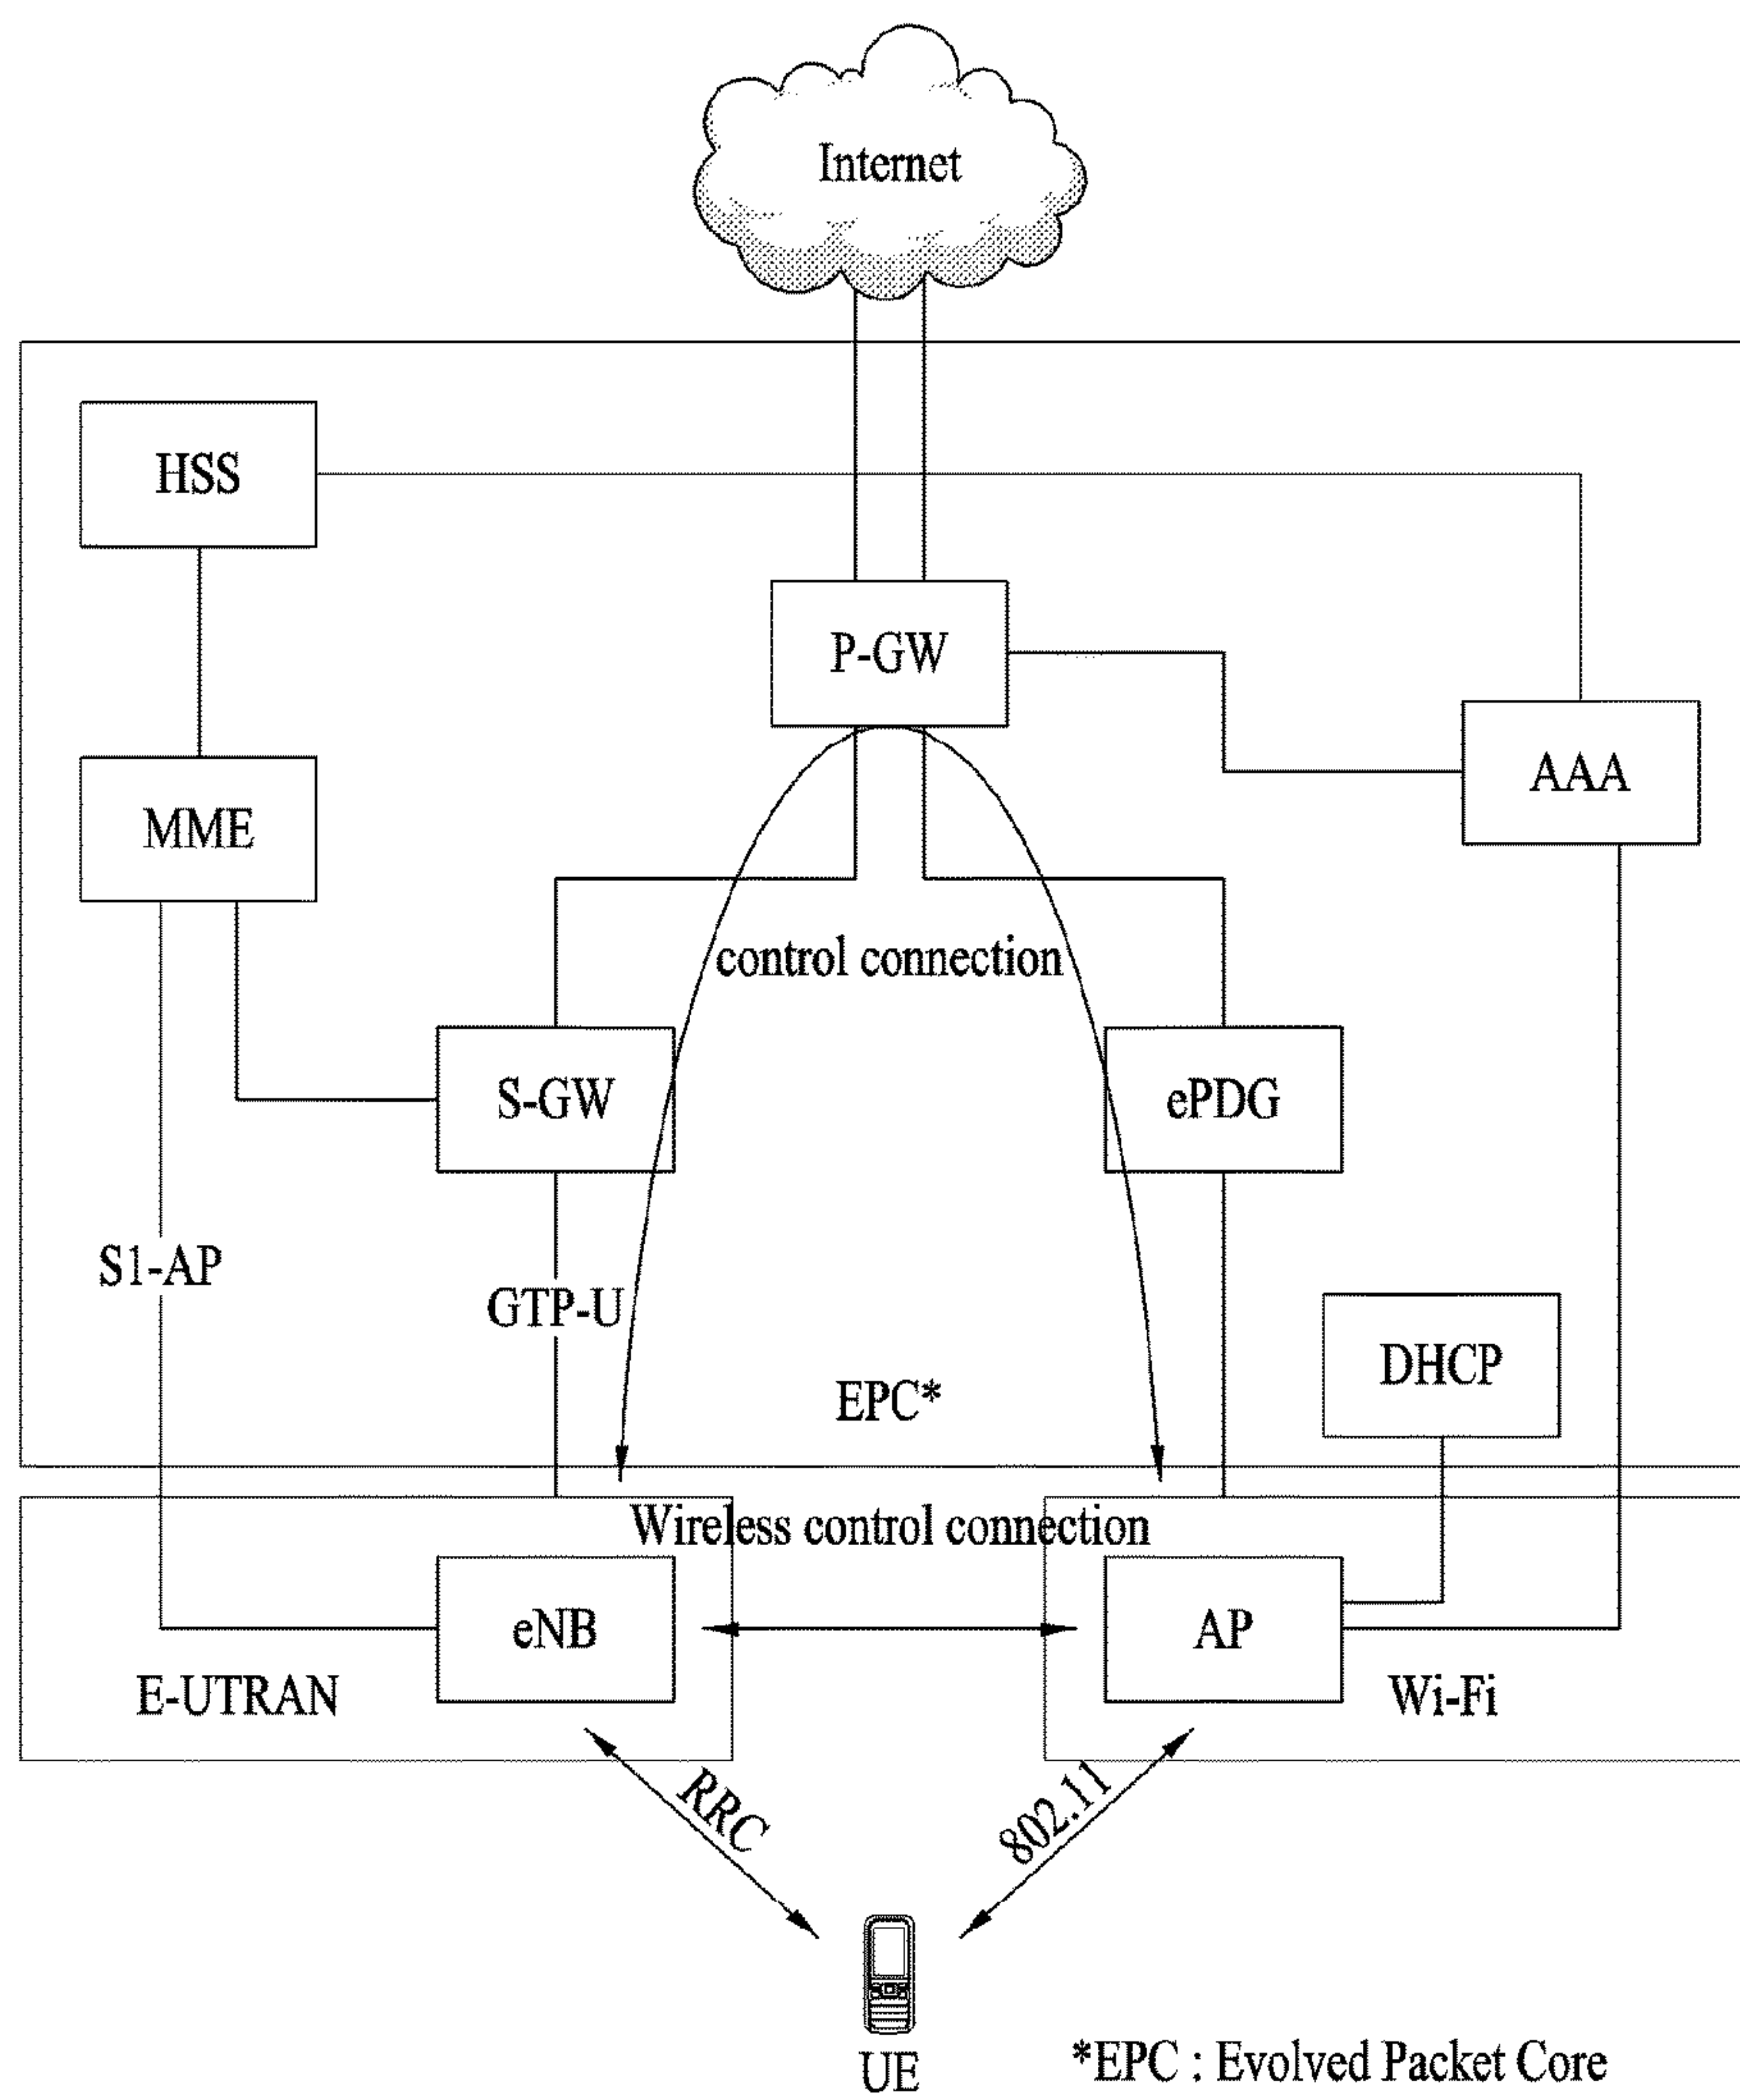 Internet
HSS
P-GW
AAA
MME
control connection
S-GW
ePDG
S1-AP
GTP-U
DHCP
EPC*
Wireless control connection
eNB
AP
E-UTRAN
Wi-Fi
RRC
802.11
UE
*EPC : Evolved Packet Core